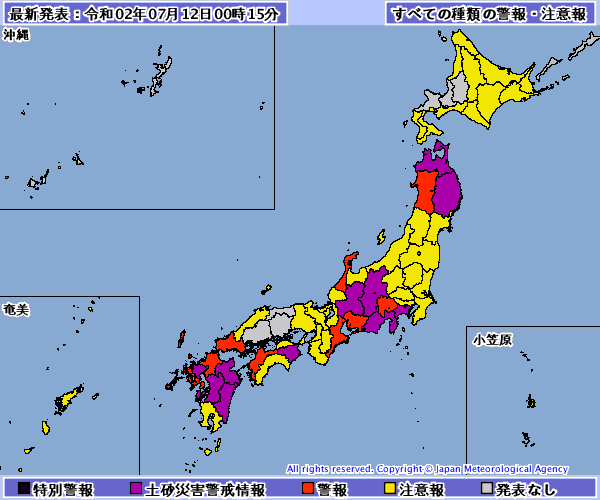 最新発表：令和02年07月12日00時15分
すべての種類の警報・注意報
沖縄
奄美
小笠原
All rights reserved. Copyright © Japan Meteorological Agency
特別警報 土砂災害警戒情報 警報 注意報 発表なし